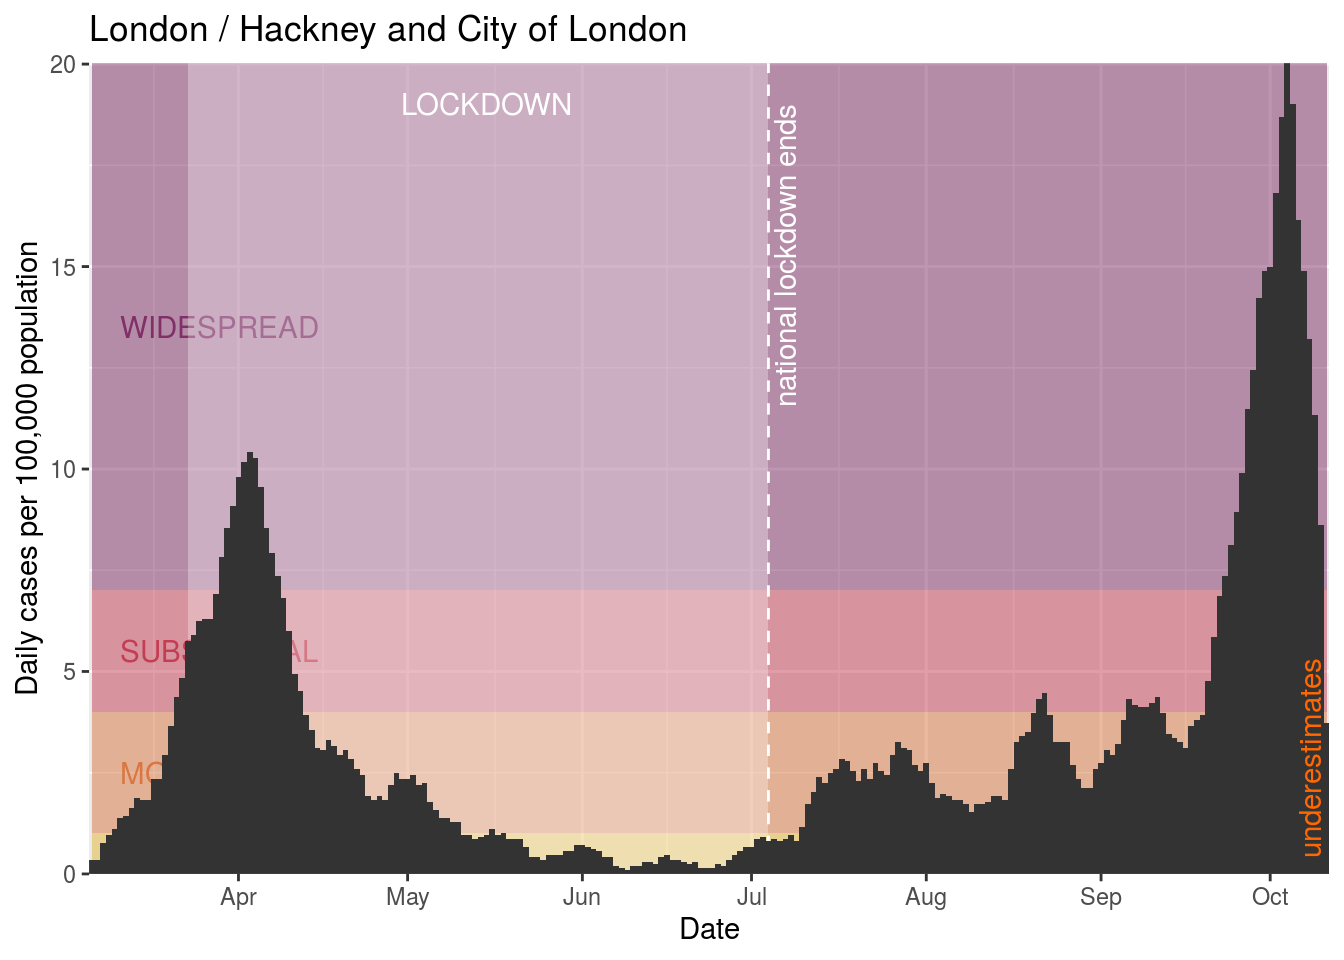 London / Hackney and City of London
Daily cases per 100,000 population
20
15
10
5
0
LOCKDOWN
national lockdown ends
WIDESPREAD
underestimates
Apr
May
Jun
Jul
Aug
Sep
Oct
Date